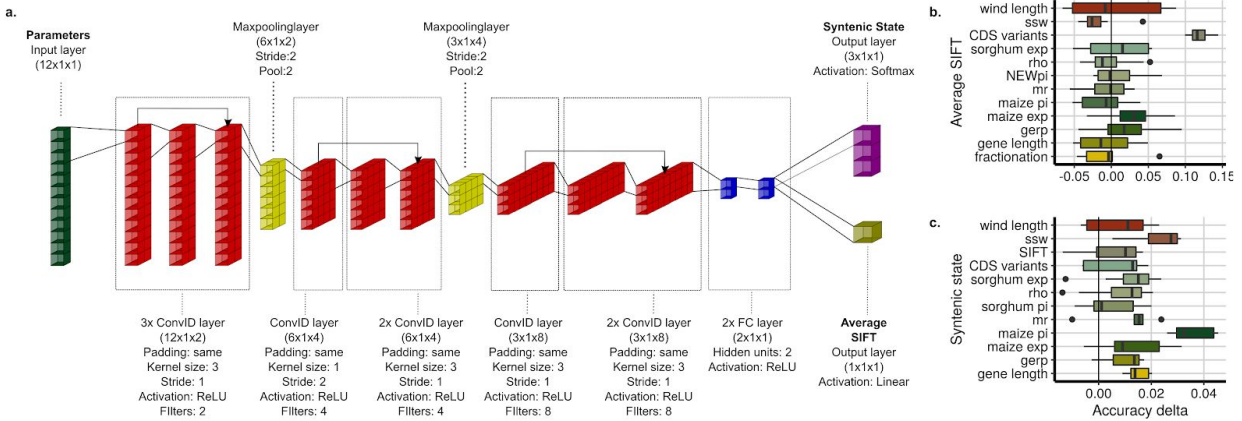 a.
Parameters
Input layer
(12x1x1)
Maxpoolinglayer
(6x1x2)
Stride:2
Pool:2
Maxpoolinglayer
(3x1x4)
Stride:2
Pool:2
Syntenic State
Output layer
(3x1x1)
Activation: Softmax
3x ConvID layer
(12x1x2)
Padding: same
Kernel size: 3
Stride: 1
Activation: ReLU
FIlters: 2
ConvID layer
(6x1x4)
Padding: same
Kernel size: 1
Stride: 2
Activation: ReLU
FIlters: 4
2x ConvID layer
(6x1x4)
Padding: same
Kernel size: 3
Stride: 1
Activation: ReLU
FIlters: 4
ConvID layer
(3x1x8)
Padding: same
Kernel size: 3
Stride: 1
Activation: ReLU
FIlters: 8
2x ConvID layer
(3x1x8)
Padding: same
Kernel size: 3
Stride: 1
Activation: ReLU
FIlters: 8
2x FC layer
(2x1x1)
Hidden units: 2
Activation: ReLU
Average
SIFT
Output layer
(1x1x1)
Activation: Linear
b.
Average SIFT
wind length
ssw
CDS variants
sorghum exp
rho
NEWpi
mr
maize pi
maize exp
gerp
gene length
fractionation
-0.05 0.00 0.05 0.10 0.15
c.
Syntenic state
wind length
ssw
SIFT
CDS variants
sorghum exp
rho
sorghum pi
mr
maize pi
maize exp
gerp
gene length
0.00 0.02 0.04
Accuracy delta